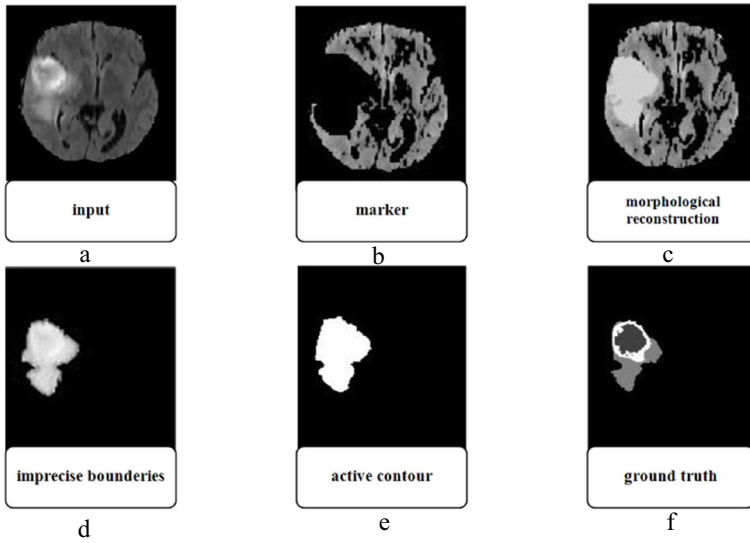 input
marker
morphological
reconstruction
a
b
c
imprecise bounderies
active contour
ground truth
d
e
f